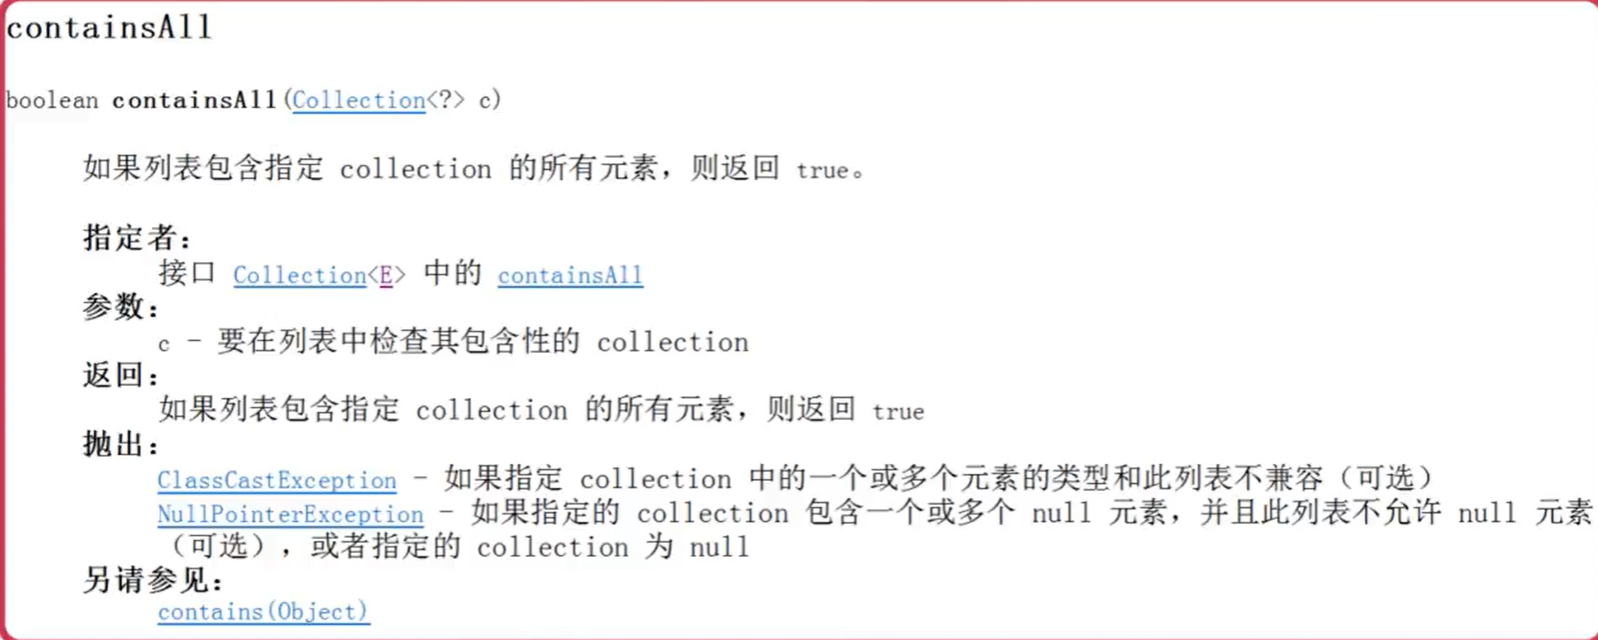 containsAll
boolean containsAll(Collection<?> c)
如果列表包含指定 collection 的所有元素，则返回 true。
指定者：
接口 Collection<E> 中的 containsAll
参数：
c - 要在列表中检查其包含性的 collection
返回：
如果列表包含指定 collection 的所有元素，则返回 true
抛出：
ClassCastException - 如果指定 collection 中的一个或多个元素的类型和此列表不兼容（可选）
NullPointerException - 如果指定的 collection 包含一个或多个 null 元素，并且此列表不允许 null 元素
（可选），或者指定的 collection 为 null
另请参见：
contains(Object)